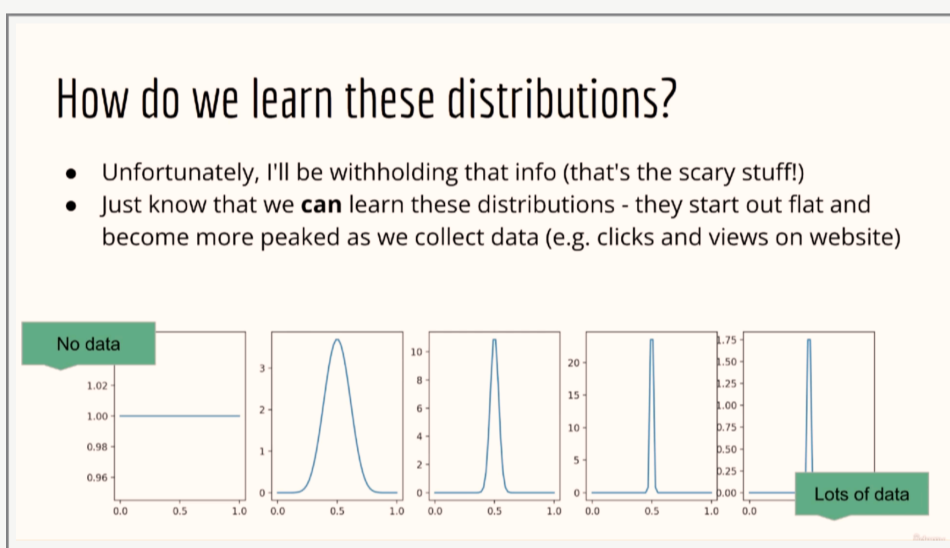 How do we learn these distributions?
● Unfortunately, I'll be withholding that info (that's the scary stuff!)
● Just know that we can learn these distributions - they start out flat and
become more peaked as we collect data (e.g. clicks and views on website)
No data
1.02
1.00
0.98
0.96
0.0 0.5 1.0
3
2
1
0
0.0 0.5 1.0
10
8
6
4
2
0
0.0 0.5 1.0
20
15
10
5
0
0.0 0.5 1.0
1.75
1.50
1.25
1.00
0.75
0.50
0.25
0.00
0.0
Lots of data